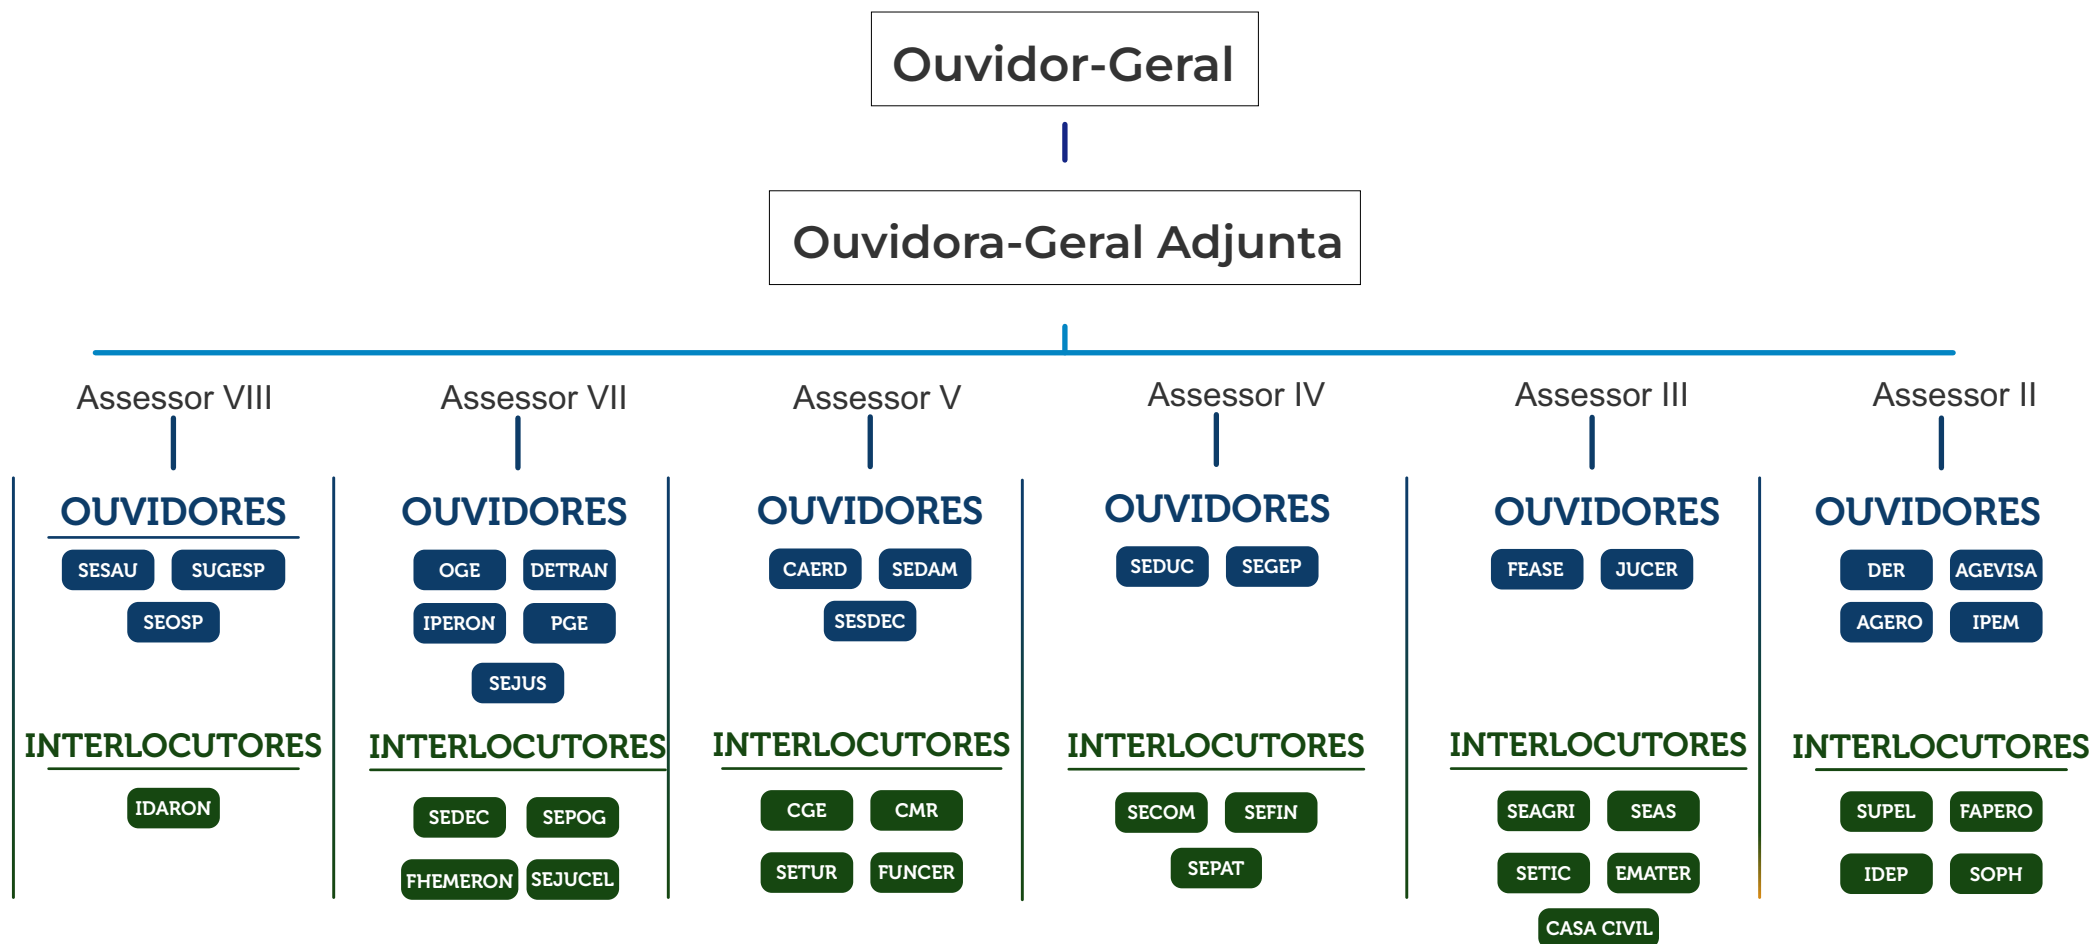 Ouvidor-Geral
Ouvidora-Geral Adjunta
Assessor VIII
OUVIDORES
SESAU SUGESP
SEOSP
INTERLOCUTORES
IDARON
Assessor VII
OUVIDORES
OGE DETRAN
IPERON PGE
SEJUS
INTERLOCUTORES
SEDEC SEPOG
FHEMERON SEJUCEL
Assessor V
OUVIDORES
CAERD SEDAM
SESDEC
INTERLOCUTORES
CGE CMR
SETUR FUNCER
Assessor IV
OUVIDORES
SEDUC SEGEP
INTERLOCUTORES
SECOM SEFIN
SEPAT
Assessor III
OUVIDORES
FEASE JUCER
INTERLOCUTORES
SEAGRI SEAS
SETIC EMATER
CASA CIVIL
Assessor II
OUVIDORES
DER AGEVISA
AGERO IPEM
INTERLOCUTORES
SUPEL FAPERO
IDEP SOPH